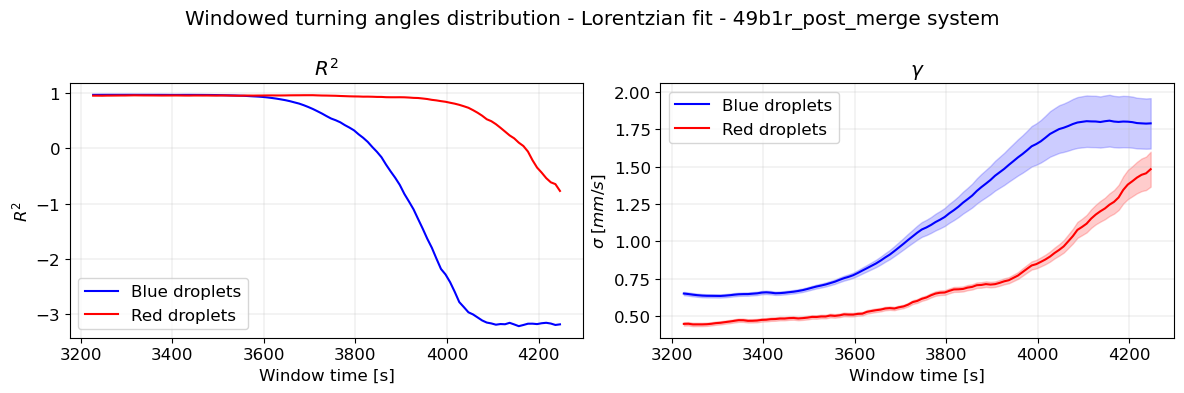 Windowed turning angles distribution - Lorentzian fit - 49b1r_post_merge system
R²
1
0
−1
−2
−3
R²
Blue droplets
Red droplets
3200 3400 3600 3800 4000 4200
Window time [s]
γ
2.00
1.75
1.50
1.25
1.00
0.75
0.50
σ [mm/s]
Blue droplets
Red droplets
3200 3400 3600 3800 4000 4200
Window time [s]